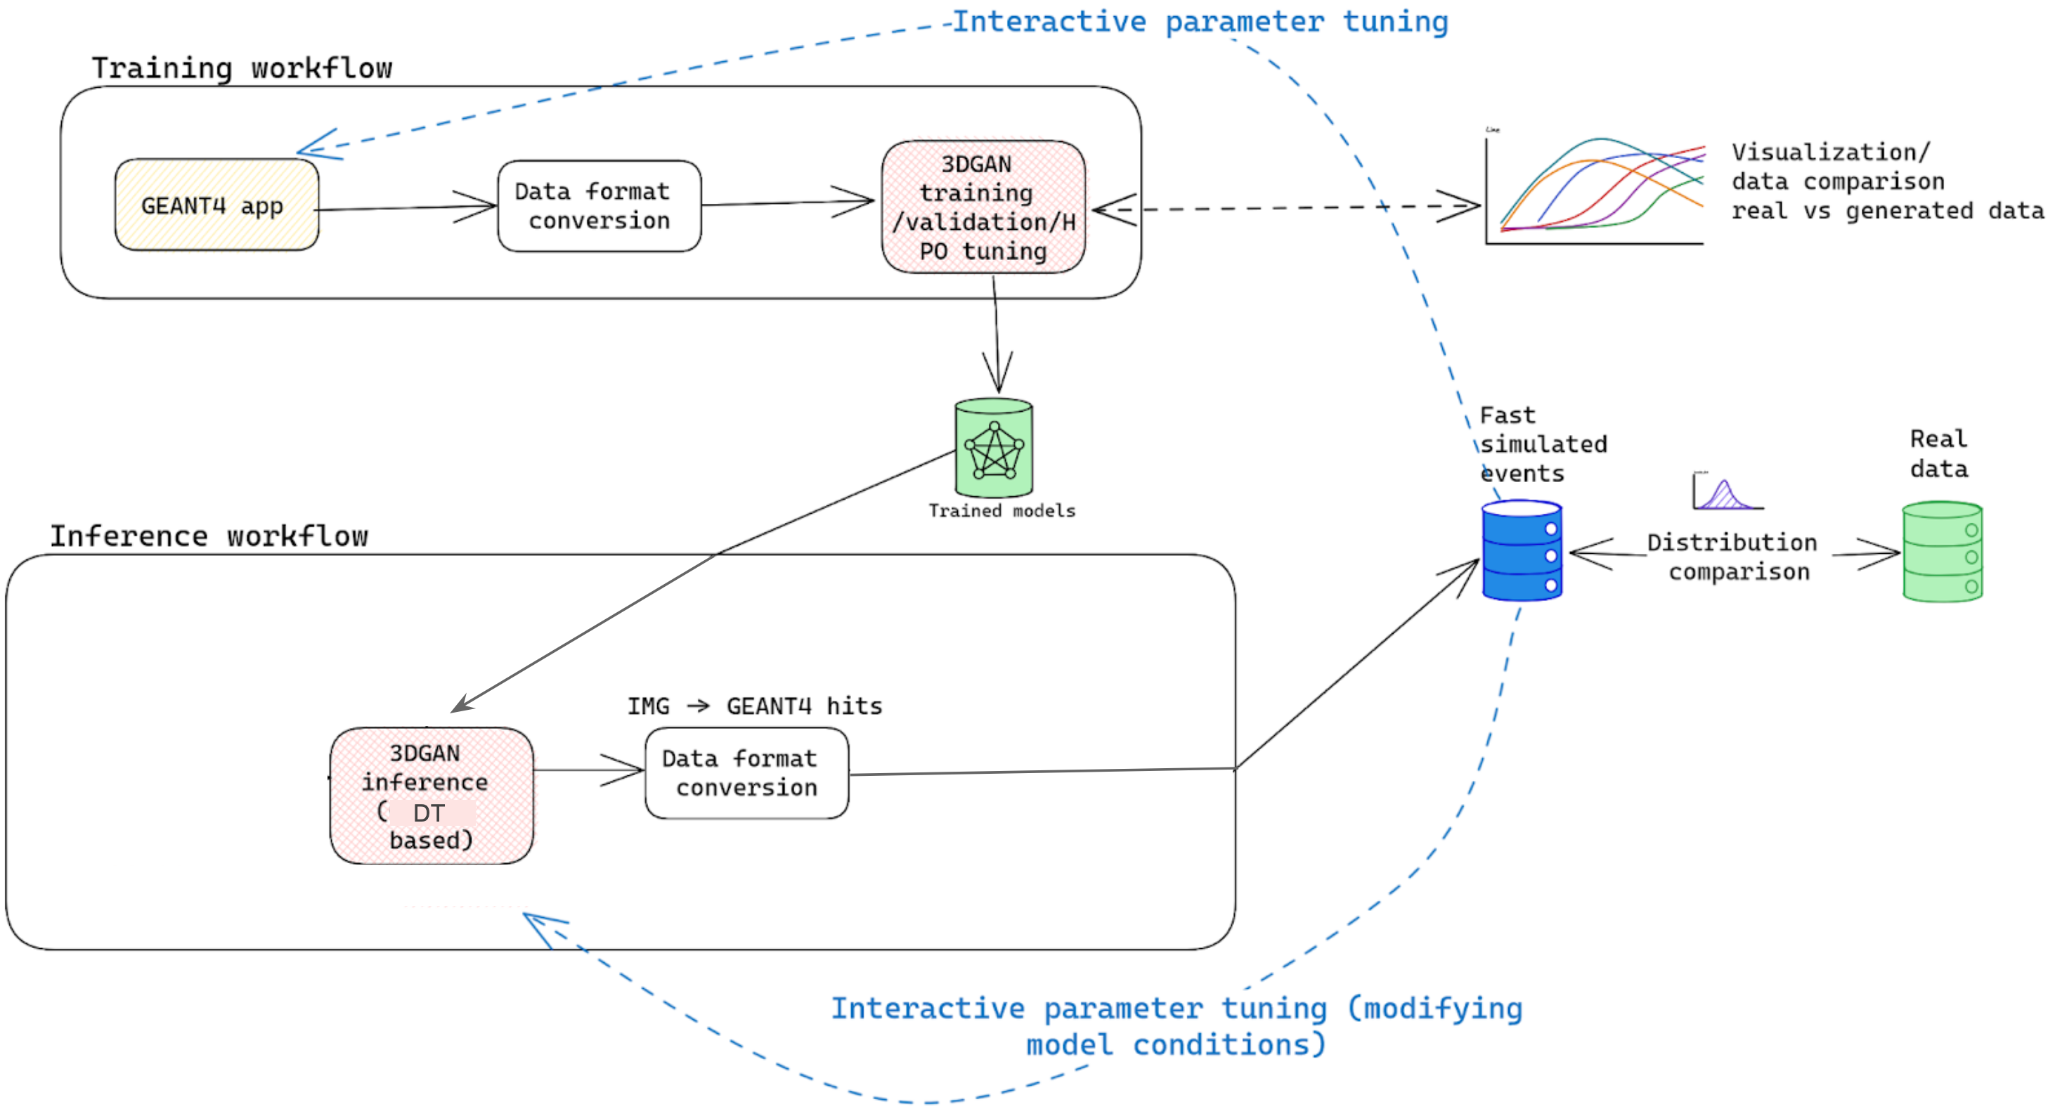 Interactive parameter tuning
Training workflow
GEANT4 app
Data format
conversion
3DGAN
training
/validation/H
PO tuning
Line
Visualization/
data comparison
real vs generated data
Trained models
Fast
simulated
events
Real
data
Distribution
comparison
Inference workflow
IMG → GEANT4 hits
3DGAN
inference
( DT
based)
Data format
conversion
Interactive parameter tuning (modifying
model conditions)